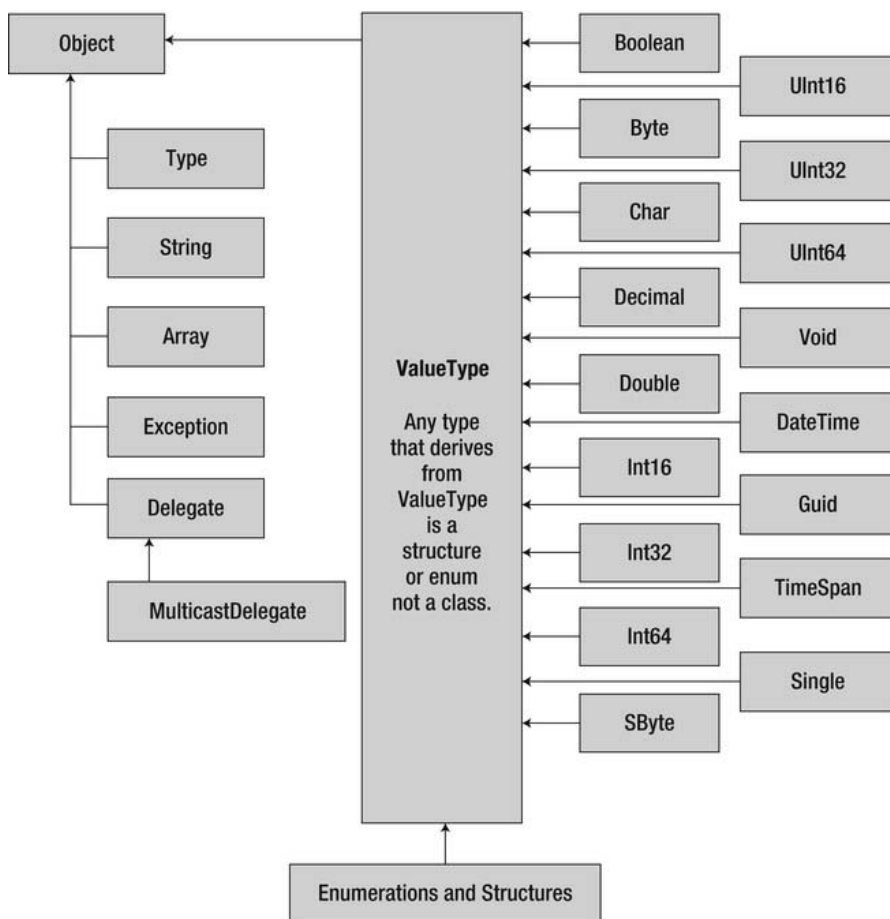 Object
Type
String
Array
Exception
Delegate
MulticastDelegate
ValueType
Any type
that derives
from
ValueType
is a
structure
or enum
not a class.
Boolean
UInt16
Byte
UInt32
Char
UInt64
Decimal
Void
Double
DateTime
Int16
Guid
Int32
TimeSpan
Int64
Single
SByte
Enumerations and Structures